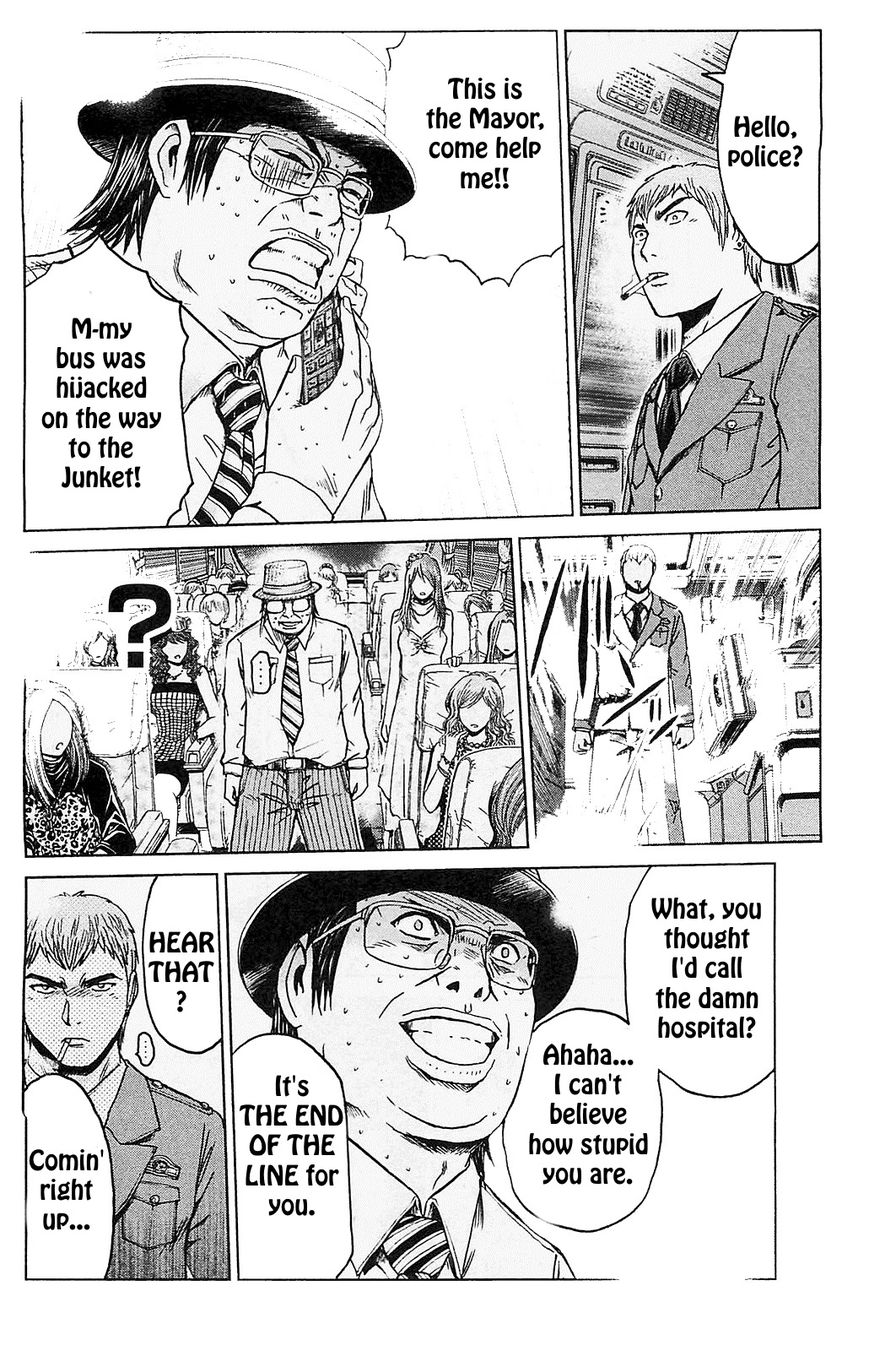 Hello,
police?
This is
the Mayor,
come help
me!!
M-my
bus was
hijacked
on the way
to the
Junket!
?
What, you
thought
I'd call
the damn
hospital?
Ahaha...
I can't
believe
how stupid
you are.
It's
THE END
OF THE
LINE for
you.
HEAR
THAT
?
Comin'
right
up...